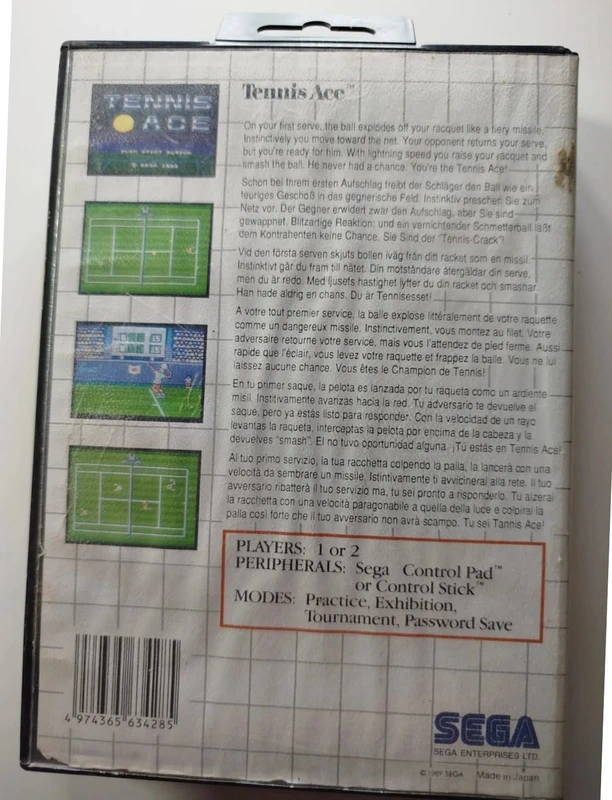 TENNIS
ACE
Tennis Ace™
On your first serve, the ball explodes off your racquet like a fiery missile.
Instinctively you move toward the net. Your opponent returns your serve,
but you're ready for him. With lightning speed you raise your racquet and
smash the ball. He never had a chance. You're the Tennis Ace!
Schon bei Ihrem ersten Aufschlag treibt der Schläger den Ball wie ein
feuriges Geschoß in das gegnerische Feld. Instinktiv preschen Sie zum
Netz vor. Der Gegner erwidert zwar den Aufschlag, aber Sie sind
gewappnet. Blitzartige Reaktion: und ein vernichtender Schmetterball läßt
dem Kontrahenten keine Chance. Sie Sind der "Tennis-Crack"!
Vid den första serven skjuts bollen iväg från ditt racket som en missil.
Instinktivt går du fram till nätet. Din motståndare återgäldar din serve,
men du är redo. Med ljusets hastighet lyfter du din racket och smashar.
Han hade aldrig en chans. Du är Tennisesset!
A votre tout premier service, la balle explose littéralement de votre raquette
comme un dangereux missile. Instinctivement, vous montez au filet. Votre
adversaire retourne votre service, mais vous l'attendez de pied ferme. Aussi
rapide que l'éclair, vous levez votre raquette et frappez la balle. Vous ne lui
laissez aucune chance. Vous êtes le Champion de Tennis!
En tu primer saque, la pelota es lanzada por tu raqueta como un ardiente
misil. Institivamente avanzas hacia la red. Tu adversario te devuelve el
saque, pero ya estás listo para responder. Con la velocidad de un rayo
levantas la raqueta, interceptas la pelota por encima de la cabeza y la
devuelves "smash". El no tuvo oportunidad alguna. ¡Tú estás en Tennis Ace!
Al tuo primo servizio, la tua racchetta colpendo la palla, la lancerà con una
velocità da sembrare un missile. Istintivamente ti avvicinerai alla rete. Il tuo
avversario ribatterà il tuo servizio ma, tu sei pronto a risponderlo. Tu alzerai
la racchetta con una velocità paragonabile a quella della luce e colpirai la
palla così forte che il tuo avversario non avrà scampo. Tu sei Tannis Ace!
PLAYERS: 1 or 2
PERIPHERALS: Sega Control Pad™
or Control Stick™
MODES: Practice, Exhibition,
Tournament, Password Save
4 974365 634285
SEGA
SEGA ENTERPRISES LTD.
© 1989 SEGA Made in Japan